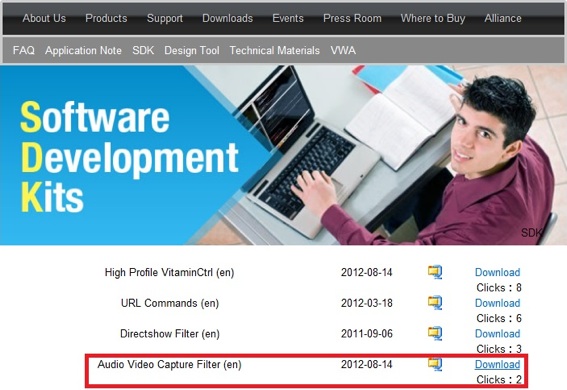 About Us Products Support Downloads Events Press Room Where to Buy Alliance
FAQ Application Note SDK Design Tool Technical Materials VWA
Software
Development
Kits
SDK
High Profile VitaminCtrl (en) 2012-08-14 Download
Clicks : 8
URL Commands (en) 2012-03-18 Download
Clicks : 6
Directshow Filter (en) 2011-09-06 Download
Clicks : 3
Audio Video Capture Filter (en) 2012-08-14 Download
Clicks : 2